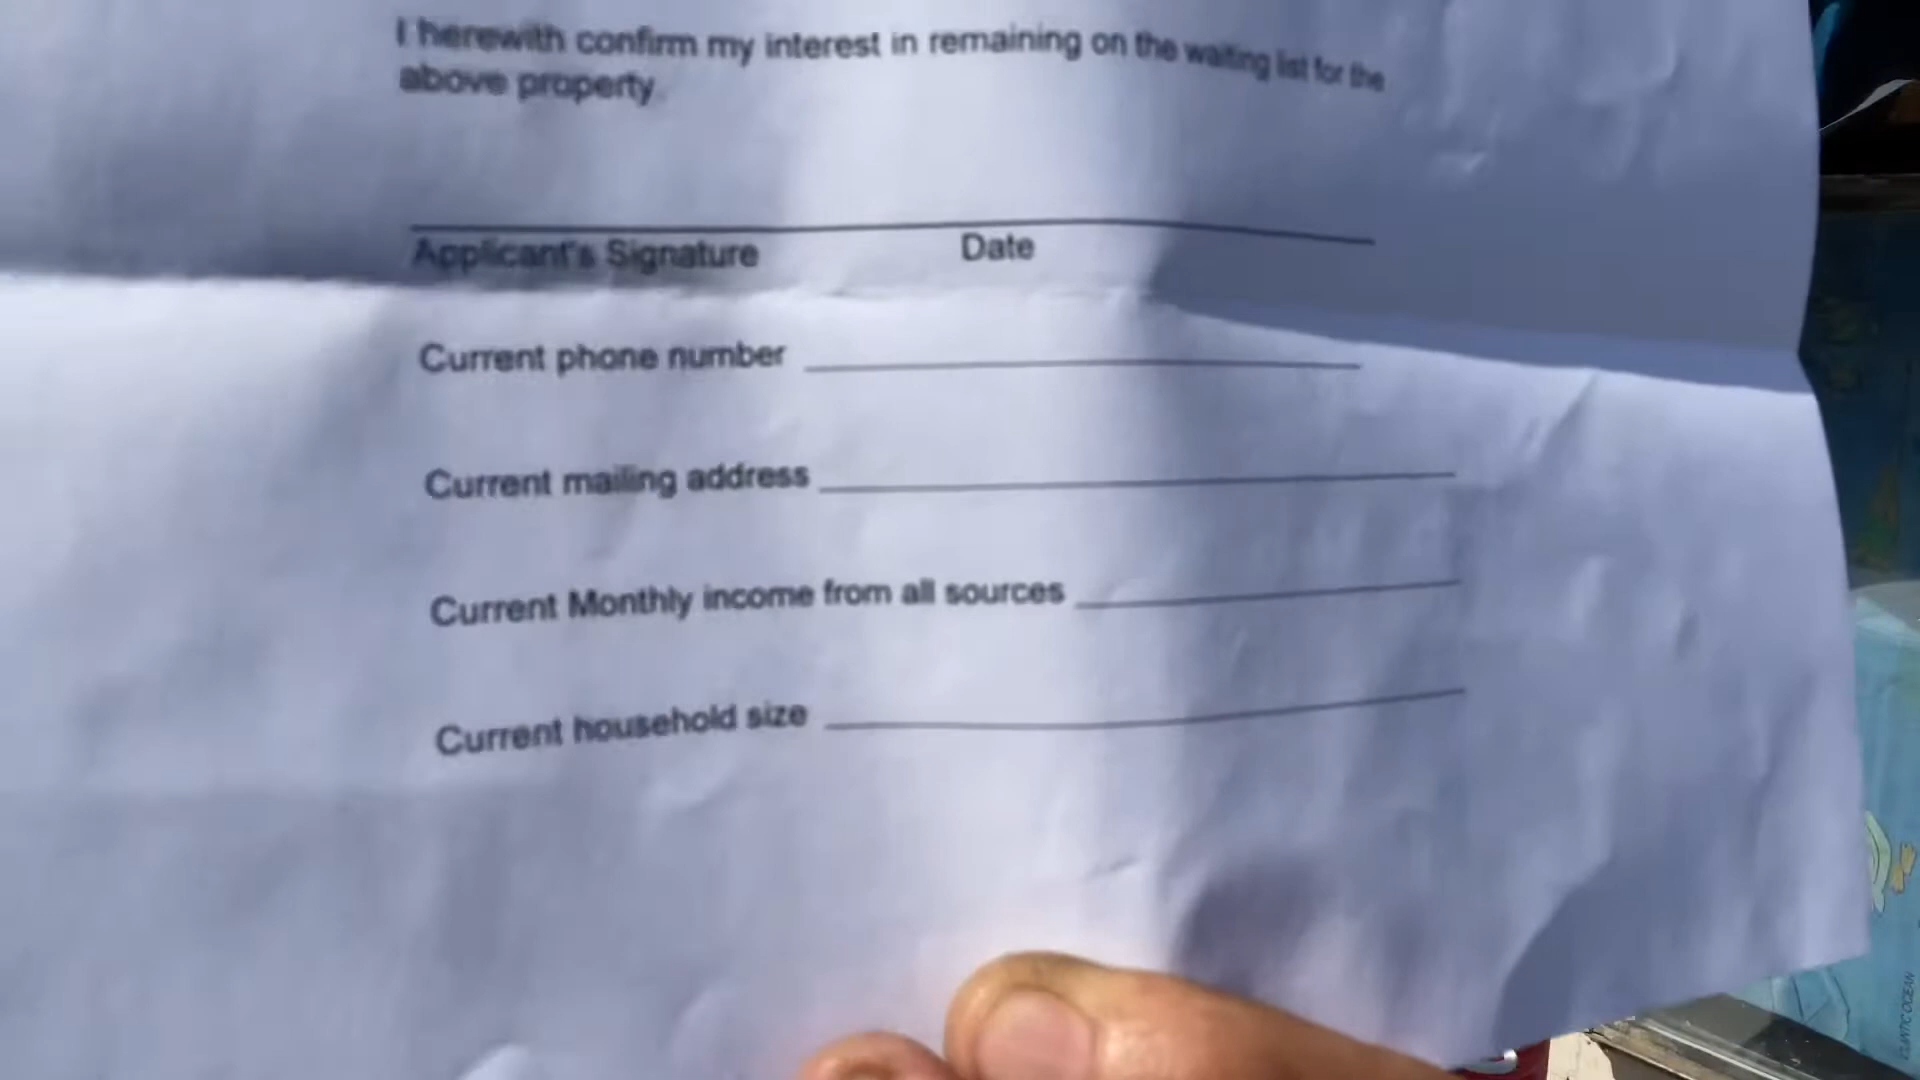 I herewith confirm my interest in remaining on the waiting list for the
above property
Applicant's Signature Date
Current phone number
Current mailing address
Current Monthly income from all sources
Current household size
OCEAN